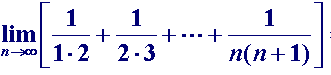 lim n→∞ [ 1/(1·2) + 1/(2·3) + ⋯ + 1/(n(n+1)) ] =